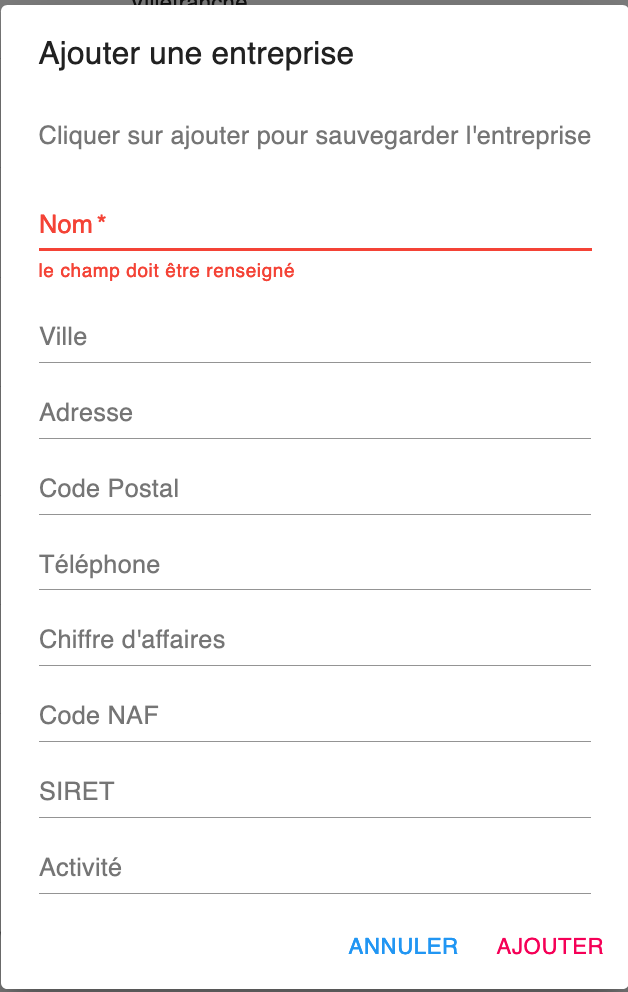 Ajouter une entreprise
Cliquer sur ajouter pour sauvegarder l'entreprise
Nom *
le champ doit être renseigné
Ville
Adresse
Code Postal
Téléphone
Chiffre d'affaires
Code NAF
SIRET
Activité
ANNULER AJOUTER